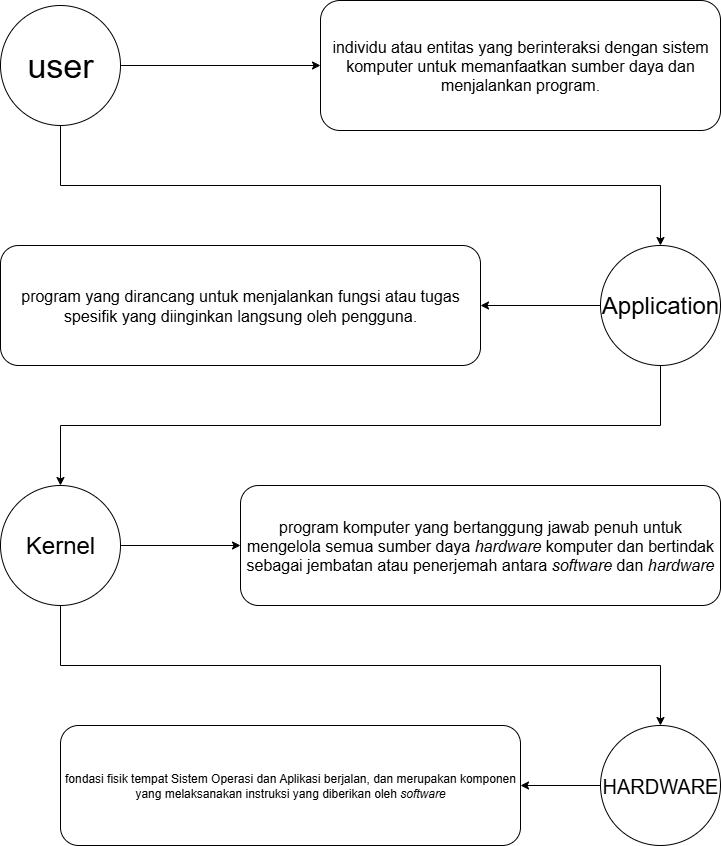 user
individu atau entitas yang berinteraksi dengan sistem
komputer untuk memanfaatkan sumber daya dan
menjalankan program.
program yang dirancang untuk menjalankan fungsi atau tugas
spesifik yang diinginkan langsung oleh pengguna.
Application
Kernel
program komputer yang bertanggung jawab penuh untuk
mengelola semua sumber daya hardware komputer dan bertindak
sebagai jembatan atau penerjemah antara software dan hardware
fondasi fisik tempat Sistem Operasi dan Aplikasi berjalan, dan merupakan komponen
yang melaksanakan instruksi yang diberikan oleh software
HARDWARE